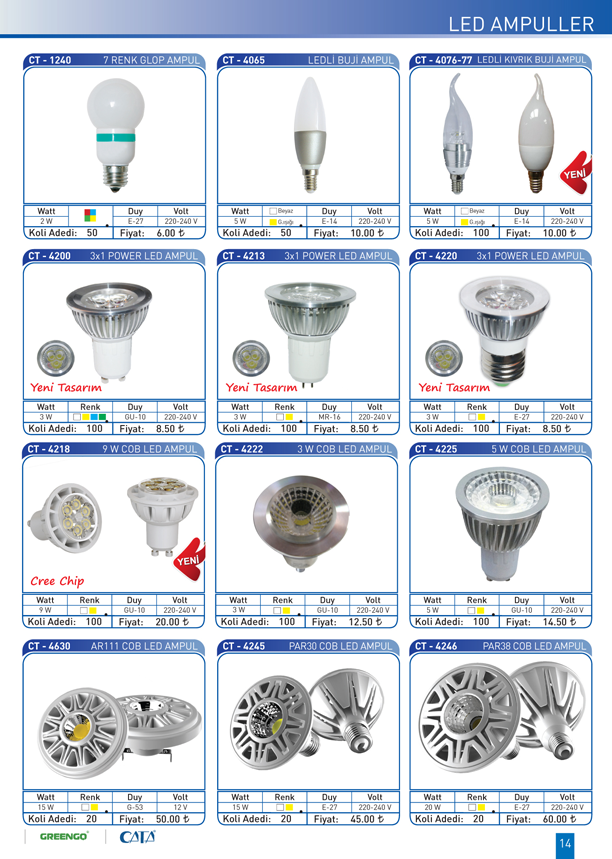 LED AMPULLER
CT - 1240 7 RENK GLOP AMPUL
Watt Duy Volt
2 W E-27 220-240 V
Koli Adedi: 50 Fiyat: 6.00 ₺
CT - 4065 LEDLİ BUJİ AMPUL
Watt Beyaz Duy Volt
5 W G.ışığı E-14 220-240 V
Koli Adedi: 50 Fiyat: 10.00 ₺
CT - 4076-77 LEDLİ KIVRIK BUJİ AMPUL
YENİ
Watt Beyaz Duy Volt
5 W G.ışığı E-14 220-240 V
Koli Adedi: 100 Fiyat: 10.00 ₺
CT - 4200 3x1 POWER LED AMPUL
Yeni Tasarım
Watt Renk Duy Volt
3 W GU-10 220-240 V
Koli Adedi: 100 Fiyat: 8.50 ₺
CT - 4213 3x1 POWER LED AMPUL
Yeni Tasarım
Watt Renk Duy Volt
3 W MR-16 220-240 V
Koli Adedi: 100 Fiyat: 8.50 ₺
CT - 4220 3x1 POWER LED AMPUL
Yeni Tasarım
Watt Renk Duy Volt
3 W E-27 220-240 V
Koli Adedi: 100 Fiyat: 8.50 ₺
CT - 4218 9 W COB LED AMPUL
YENİ
Cree Chip
Watt Renk Duy Volt
9 W GU-10 220-240 V
Koli Adedi: 100 Fiyat: 20.00 ₺
CT - 4222 3 W COB LED AMPUL
Watt Renk Duy Volt
3 W GU-10 220-240 V
Koli Adedi: 100 Fiyat: 12.50 ₺
CT - 4225 5 W COB LED AMPUL
Watt Renk Duy Volt
5 W GU-10 220-240 V
Koli Adedi: 100 Fiyat: 14.50 ₺
CT - 4630 AR111 COB LED AMPUL
Watt Renk Duy Volt
15 W G-53 12 V
Koli Adedi: 20 Fiyat: 50.00 ₺
CT - 4245 PAR30 COB LED AMPUL
Watt Renk Duy Volt
15 W E-27 220-240 V
Koli Adedi: 20 Fiyat: 45.00 ₺
CT - 4246 PAR38 COB LED AMPUL
Watt Renk Duy Volt
20 W E-27 220-240 V
Koli Adedi: 20 Fiyat: 60.00 ₺
GREENGO CATA
14